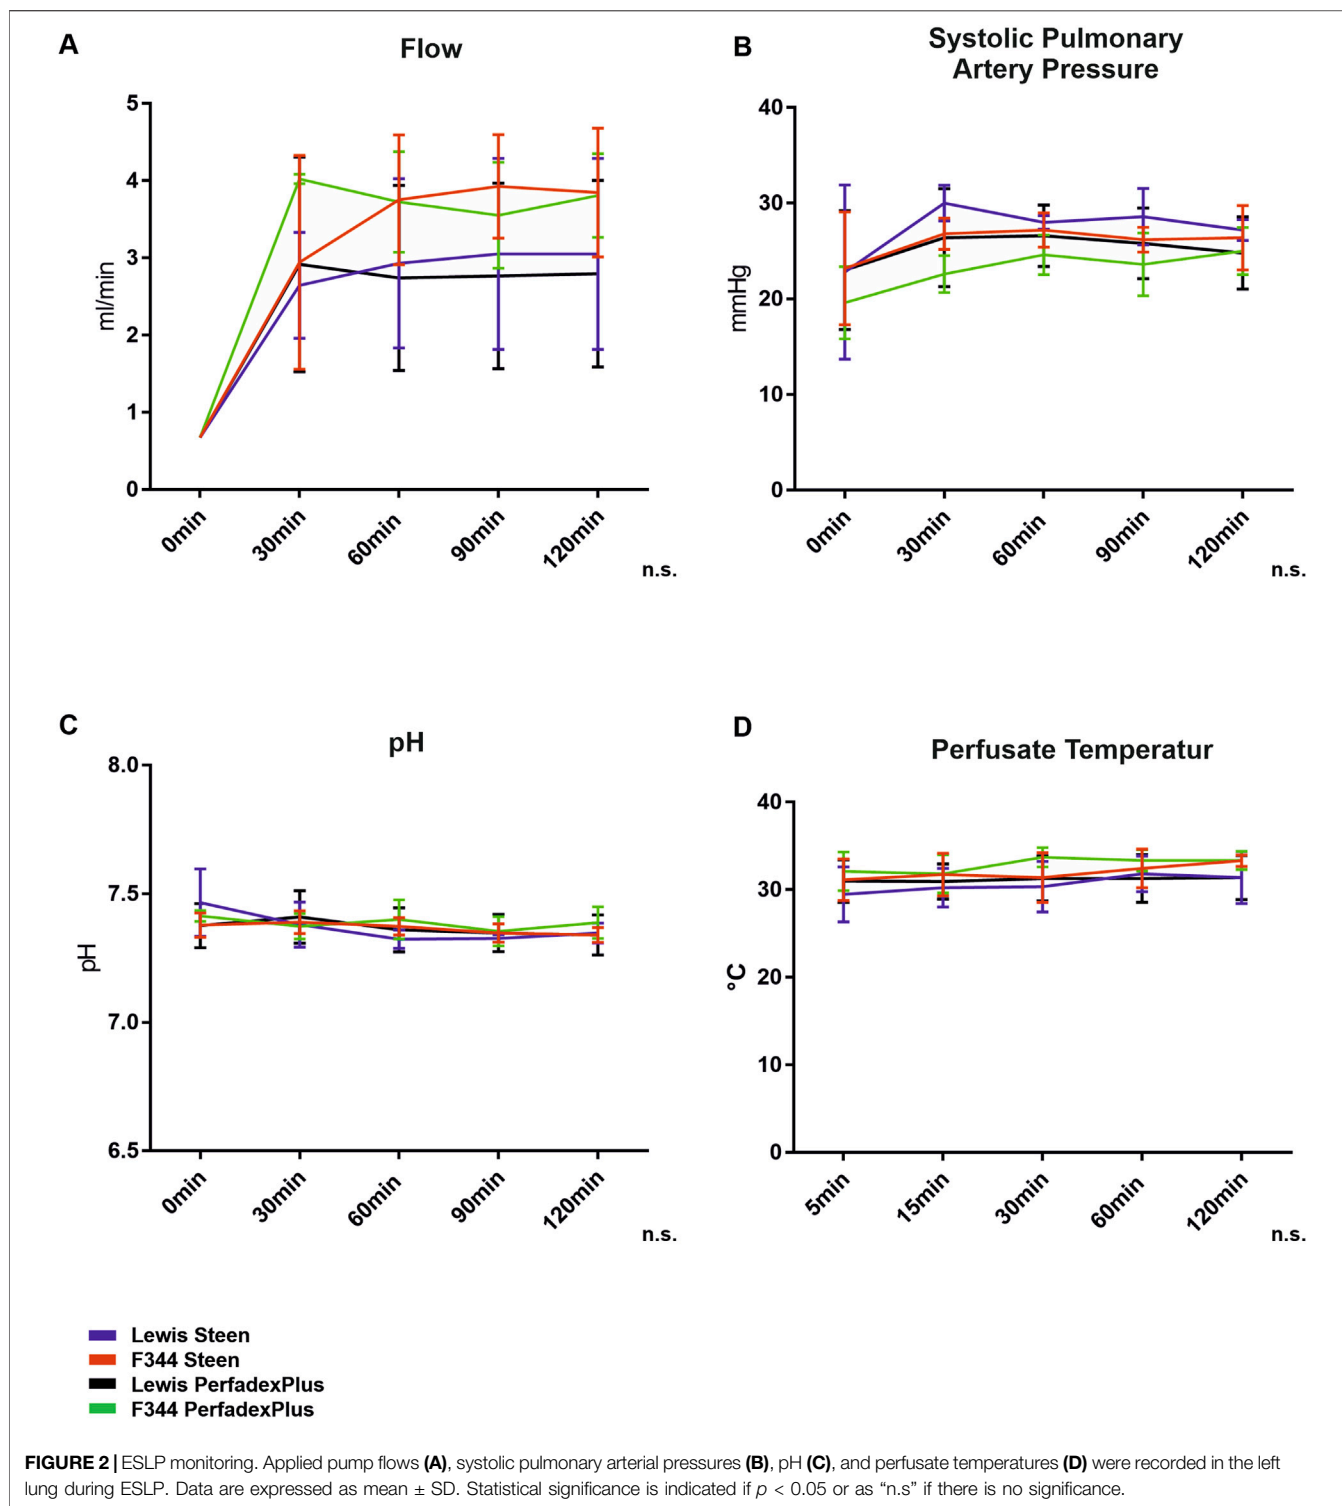 A
Flow
5
4
3
2
1
0
ml/min
0min
30min
60min
90min
120min
n.s.
B
Systolic Pulmonary
Artery Pressure
40
30
20
10
0
mmHg
0min
30min
60min
90min
120min
n.s.
C
pH
8.0
7.5
7.0
6.5
pH
0min
30min
60min
90min
120min
n.s.
D
Perfusate Temperatur
40
30
20
10
0
°C
5min
15min
30min
60min
120min
n.s.
Lewis Steen
F344 Steen
Lewis PerfadexPlus
F344 PerfadexPlus
FIGURE 2 | ESLP monitoring. Applied pump flows (A), systolic pulmonary arterial pressures (B), pH (C), and perfusate temperatures (D) were recorded in the left
lung during ESLP. Data are expressed as mean ± SD. Statistical significance is indicated if p < 0.05 or as “n.s” if there is no significance.